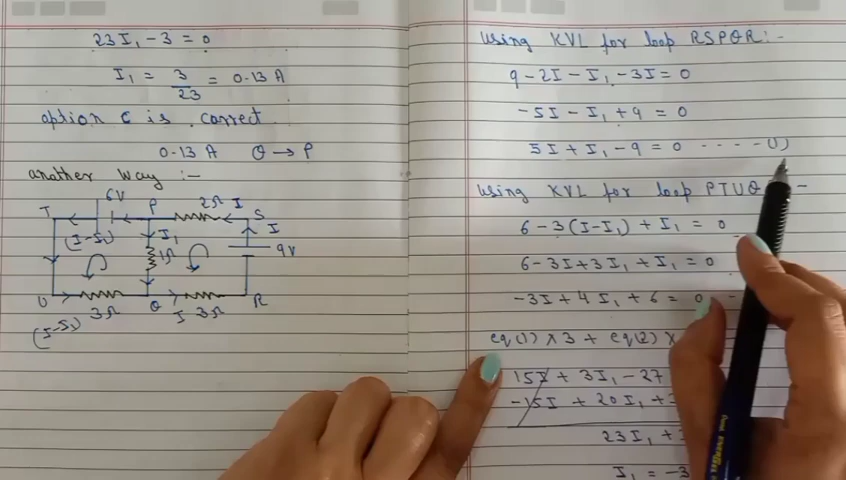 23I₁ - 3 = 0
I₁ = 3/23 = 0.13 A
option C is correct
0.13 A Q → P
another way :-
6V
T
P
2Ω I
S
(I-I₁)
I₁
1Ω
I
9V
U
3Ω
Q
I
3Ω
R
(I-I₁)
using KVL for loop RSPQR:-
9 - 2I - I₁ - 3I = 0
-5I - I₁ + 9 = 0
5I + I₁ - 9 = 0 - - - - (1)
using KVL for loop PTUQ -
6 - 3(I-I₁) + I₁ = 0
6 - 3I + 3I₁ + I₁ = 0
-3I + 4I₁ + 6 = 0 -
eq(1) × 3 + eq(2) ×
15I + 3I₁ - 27
-15I + 20I₁ +
23I₁ +
I₁ = -3